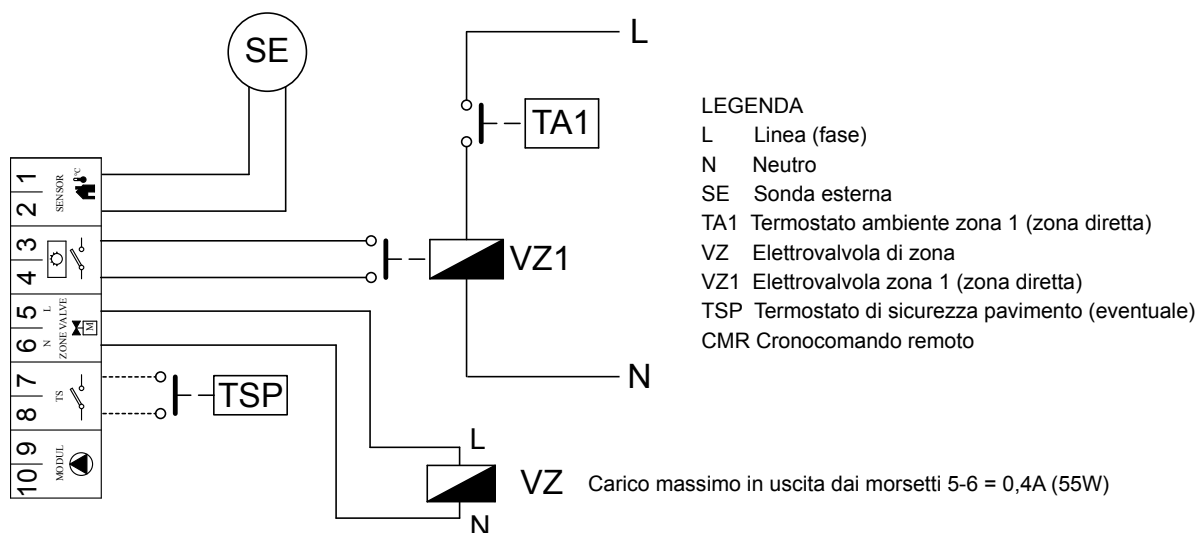 SE
L
TA1
VZ1
N
1
2
SENSOR
°C
3
4
5
6
L
N
ZONE VALVE
M
7
8
TS
9
10
MODUL
TSP
L
VZ
N
Carico massimo in uscita dai morsetti 5-6 = 0,4A (55W)
LEGENDA
L Linea (fase)
N Neutro
SE Sonda esterna
TA1 Termostato ambiente zona 1 (zona diretta)
VZ Elettrovalvola di zona
VZ1 Elettrovalvola zona 1 (zona diretta)
TSP Termostato di sicurezza pavimento (eventuale)
CMR Cronocomando remoto